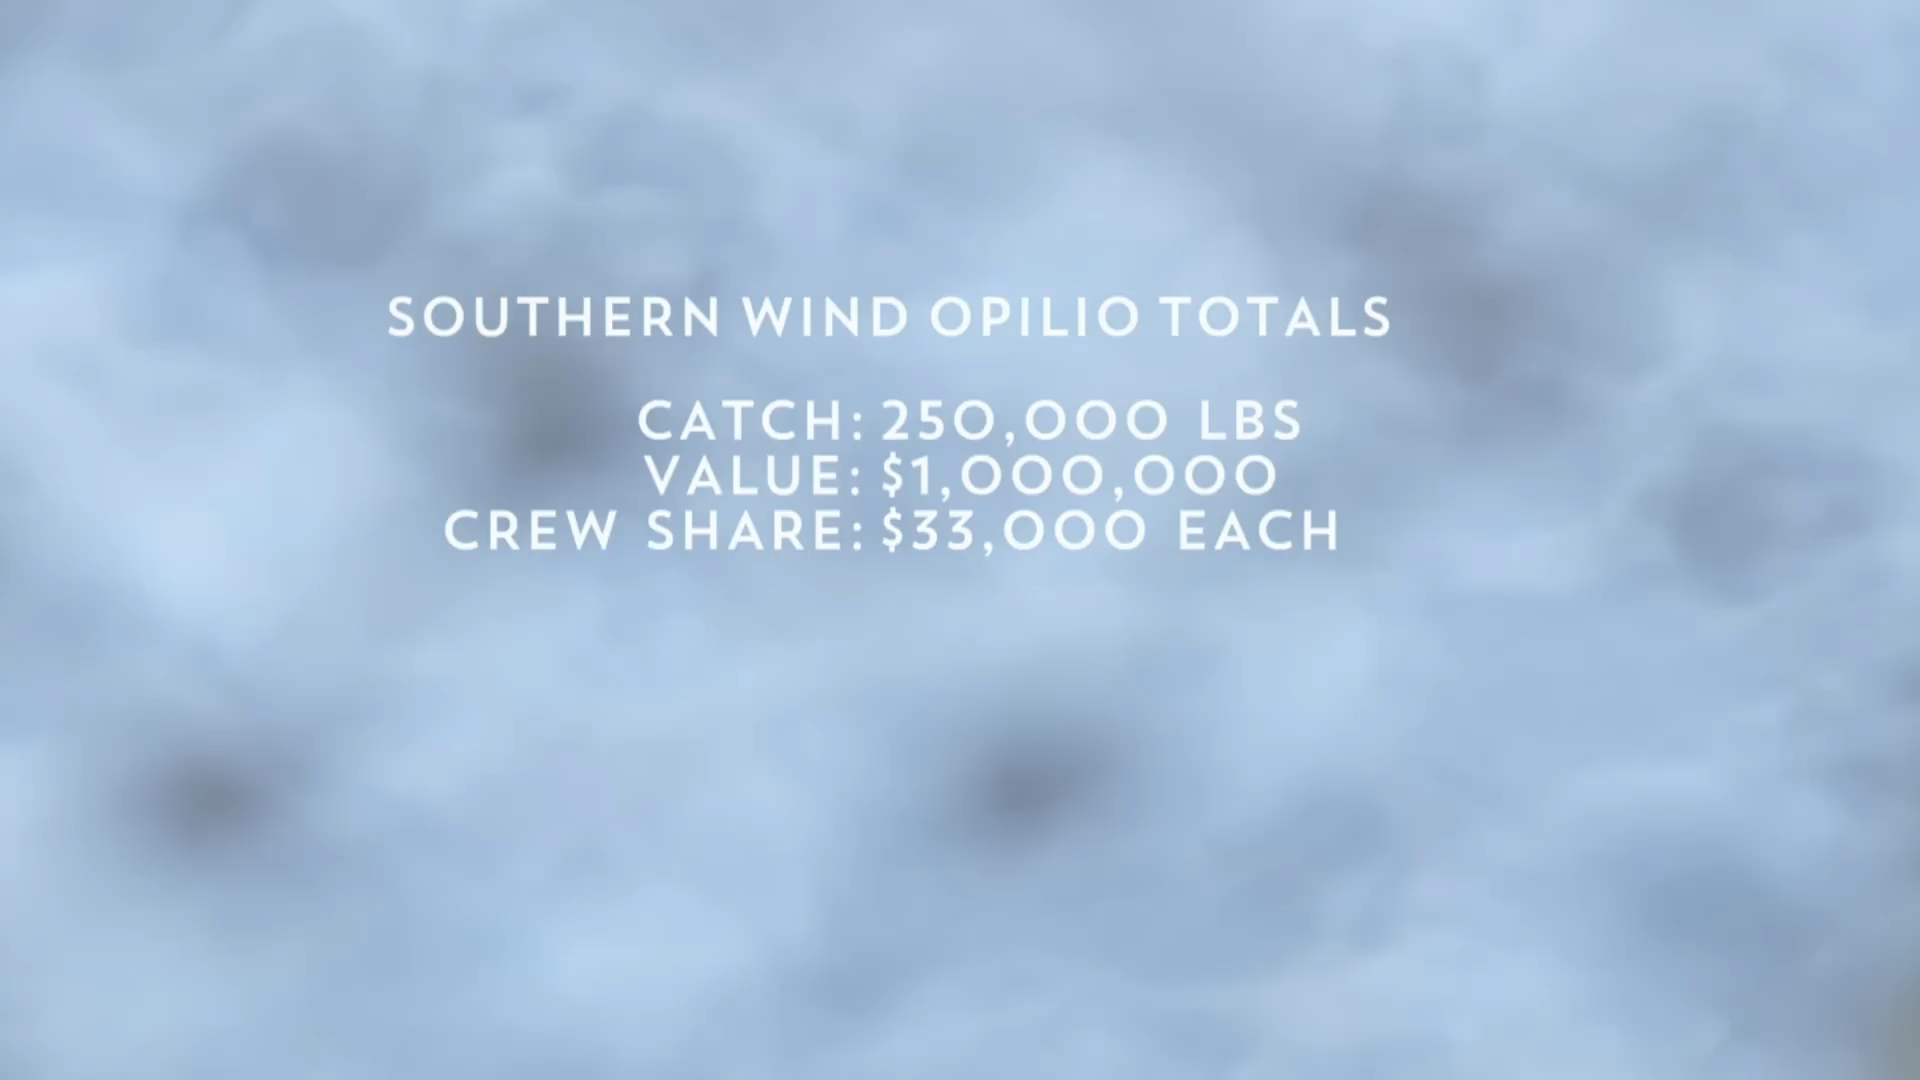 SOUTHERN WIND OPILIO TOTALS
CATCH: 250,000 LBS
VALUE: $1,000,000
CREW SHARE: $33,000 EACH